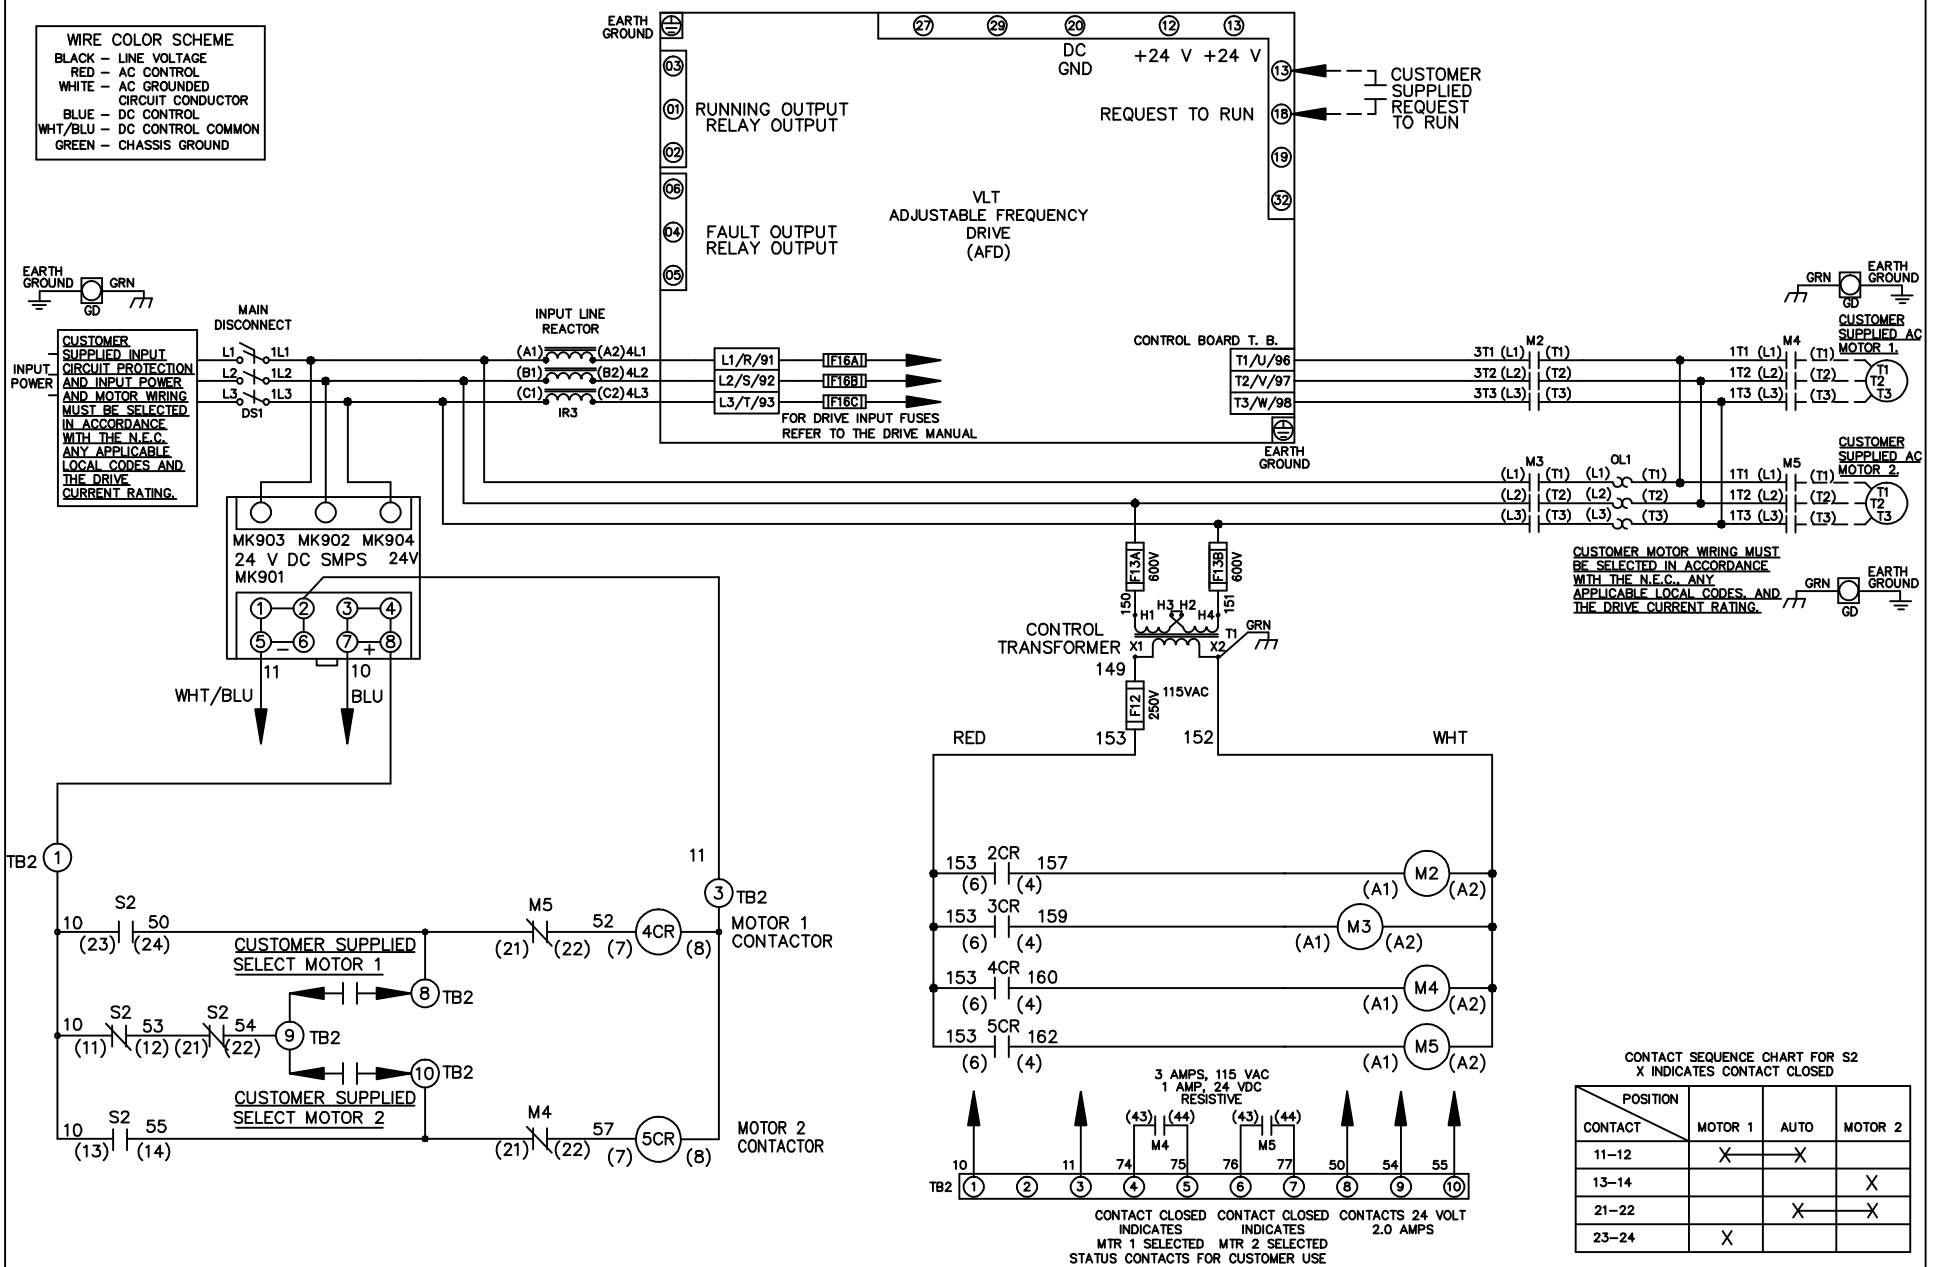 WIRE COLOR SCHEME
BLACK – LINE VOLTAGE
RED – AC CONTROL
WHITE – AC GROUNDED
CIRCUIT CONDUCTOR
BLUE – DC CONTROL
WHT/BLU – DC CONTROL COMMON
GREEN – CHASSIS GROUND
EARTH
GROUND
27 29 20 12 13
DC
GND
+24 V +24 V
03
01
02
RUNNING OUTPUT
RELAY OUTPUT
06
04
05
FAULT OUTPUT
RELAY OUTPUT
13
18
19
32
REQUEST TO RUN
CUSTOMER
SUPPLIED
REQUEST
TO RUN
VLT
ADJUSTABLE FREQUENCY
DRIVE
(AFD)
EARTH
GROUND
GRN
GD
INPUT
POWER
CUSTOMER
SUPPLIED INPUT
CIRCUIT PROTECTION
AND INPUT POWER
AND MOTOR WIRING
MUST BE SELECTED
IN ACCORDANCE
WITH THE N.E.C.
ANY APPLICABLE
LOCAL CODES AND
THE DRIVE
CURRENT RATING.
MAIN
DISCONNECT
L1 1L1
L2 1L2
L3 1L3
DS1
INPUT LINE
REACTOR
(A1) (A2) 4L1
(B1) (B2) 4L2
(C1) (C2) 4L3
IR3
L1/R/91 F16A
L2/S/92 F16B
L3/T/93 F16C
FOR DRIVE INPUT FUSES
REFER TO THE DRIVE MANUAL
CONTROL BOARD T. B.
T1/U/96
T2/V/97
T3/W/98
EARTH
GROUND
M2
3T1 (L1) (T1)
3T2 (L2) (T2)
3T3 (L3) (T3)
GRN
EARTH
GROUND
GD
CUSTOMER
SUPPLIED AC
MOTOR 1.
M4
1T1 (L1) (T1)
1T2 (L2) (T2)
1T3 (L3) (T3)
T1
T2
T3
M3 OL1
(L1) (T1) (L1) (T1)
(L2) (T2) (L2) (T2)
(L3) (T3) (L3) (T3)
CUSTOMER
SUPPLIED AC
MOTOR 2.
M5
1T1 (L1) (T1)
1T2 (L2) (T2)
1T3 (L3) (T3)
T1
T2
T3
CUSTOMER MOTOR WIRING MUST
BE SELECTED IN ACCORDANCE
WITH THE N.E.C., ANY
APPLICABLE LOCAL CODES, AND
THE DRIVE CURRENT RATING.
GRN
EARTH
GROUND
GD
MK903 MK902 MK904
24 V DC SMPS 24V
MK901
1 2 3 4
5 – 6 7 + 8
11 10
WHT/BLU BLU
F13A 600V
F13B 600V
150 151
H1 H3 H2 H4
CONTROL
TRANSFORMER
X1 X2 T1 GRN
149
F12 250V
115VAC
153 152
RED WHT
TB2 1
11
3 TB2
S2
10 50
(23) (24)
M5
(21) (22)
52
(7) 4CR (8)
MOTOR 1
CONTACTOR
CUSTOMER SUPPLIED
SELECT MOTOR 1
8 TB2
S2 S2
10 53 54
(11) (12) (21) (22)
9 TB2
10 TB2
CUSTOMER SUPPLIED
SELECT MOTOR 2
S2
10 55
(13) (14)
M4
(21) (22)
57
(7) 5CR (8)
MOTOR 2
CONTACTOR
153 2CR 157
(6) (4)
(A1) M2 (A2)
153 3CR 159
(6) (4)
(A1) M3 (A2)
153 4CR 160
(6) (4)
(A1) M4 (A2)
153 5CR 162
(6) (4)
(A1) M5 (A2)
3 AMPS, 115 VAC
1 AMP, 24 VDC
RESISTIVE
(43) (44) (43) (44)
M4 M5
10 11 74 75 76 77 50 54 55
TB2 1 2 3 4 5 6 7 8 9 10
CONTACT CLOSED
INDICATES
MTR 1 SELECTED
CONTACT CLOSED
INDICATES
MTR 2 SELECTED
STATUS CONTACTS FOR CUSTOMER USE
CONTACTS 24 VOLT
2.0 AMPS
CONTACT SEQUENCE CHART FOR S2
X INDICATES CONTACT CLOSED
POSITION
CONTACT MOTOR 1 AUTO MOTOR 2
11–12 X X
13–14 X
21–22 X X
23–24 X